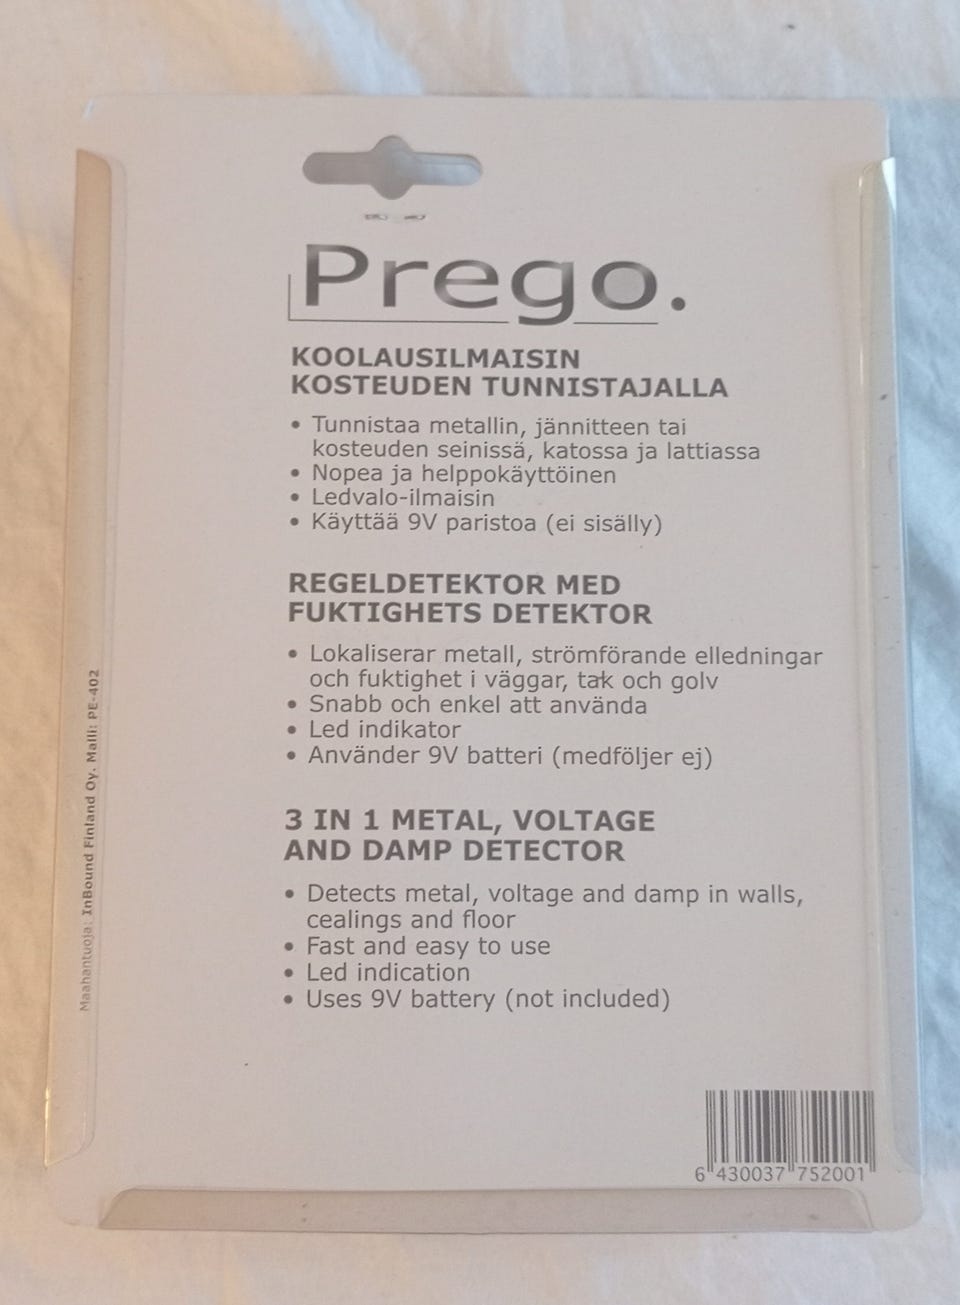 Prego.
KOOLAUSILMAISIN
KOSTEUDEN TUNNISTAJALLA
• Tunnistaa metallin, jännitteen tai
kosteuden seinissä, katossa ja lattiassa
• Nopea ja helppokäyttöinen
• Ledvalo-ilmaisin
• Käyttää 9V paristoa (ei sisälly)
REGELDETEKTOR MED
FUKTIGHETS DETEKTOR
• Lokaliserar metall, strömförande elledningar
och fuktighet i väggar, tak och golv
• Snabb och enkel att använda
• Led indikator
• Använder 9V batteri (medföljer ej)
3 IN 1 METAL, VOLTAGE
AND DAMP DETECTOR
• Detects metal, voltage and damp in walls,
cealings and floor
• Fast and easy to use
• Led indication
• Uses 9V battery (not included)
Maahantuoja: InBound Finland Oy. Malli: PE-402
6 430037 752001